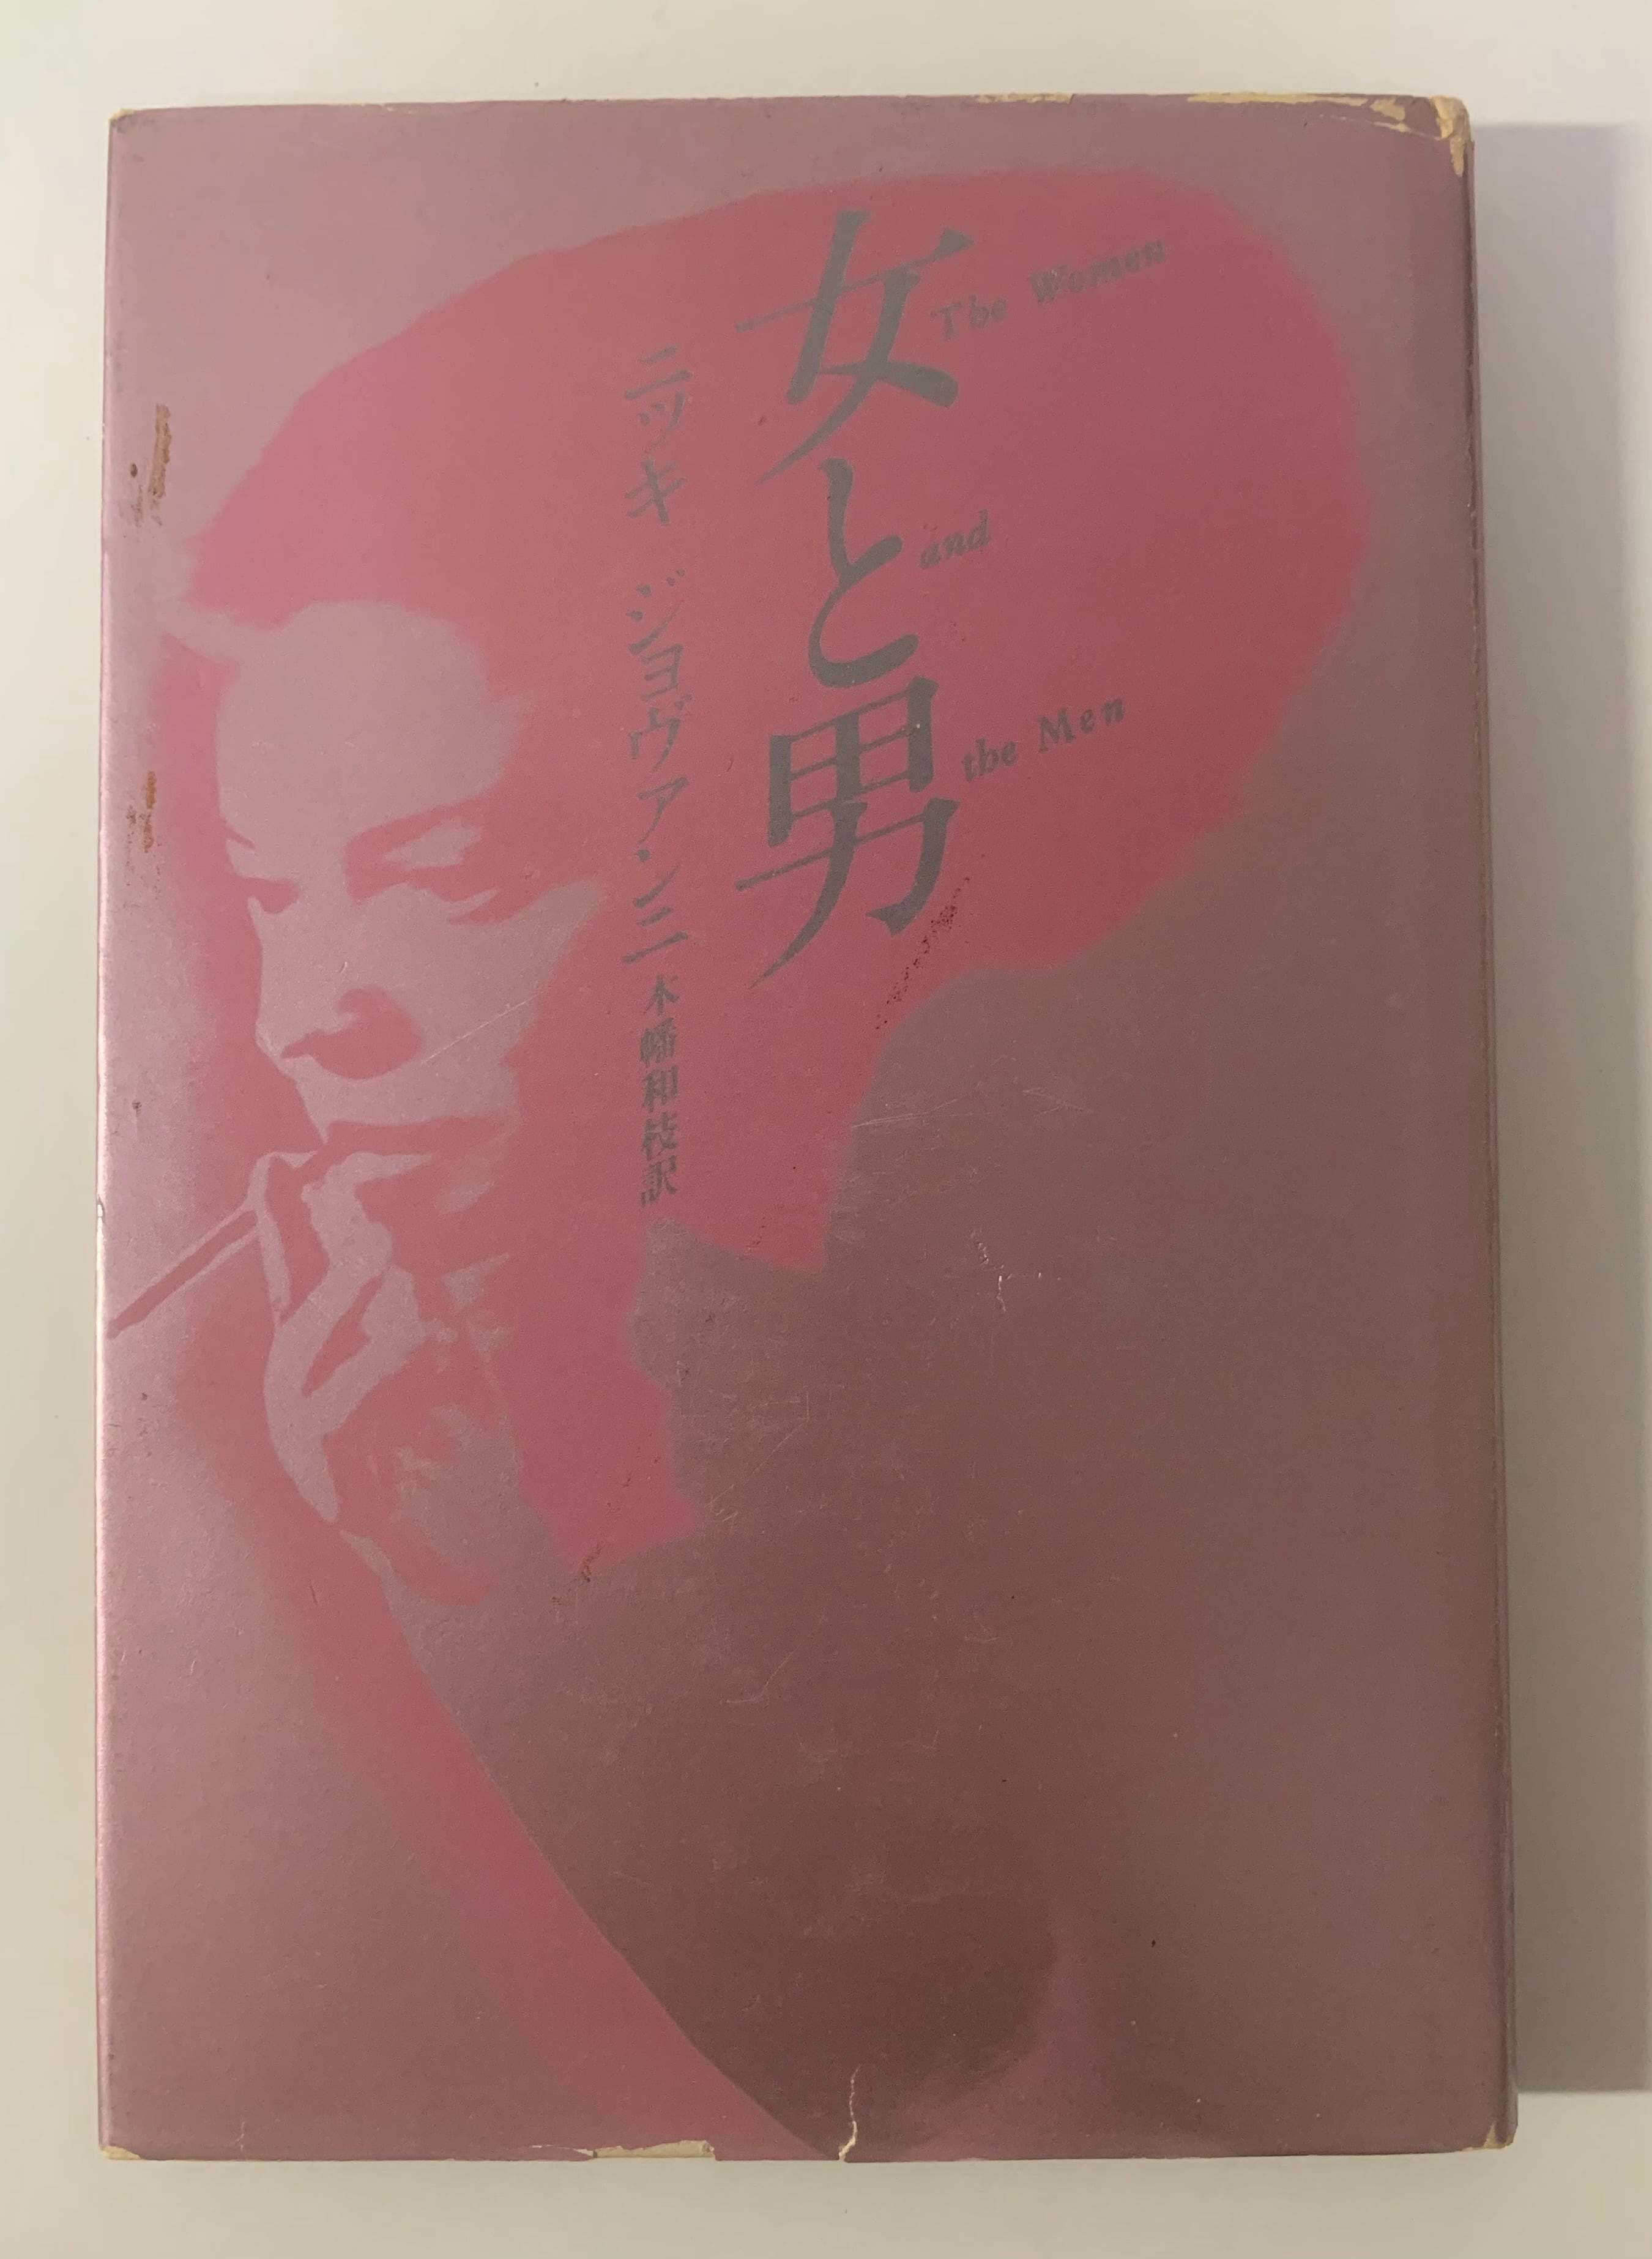 女と男
The Women
and
the Men
ニッキ ジョヴァンニ
木幡和枝訳